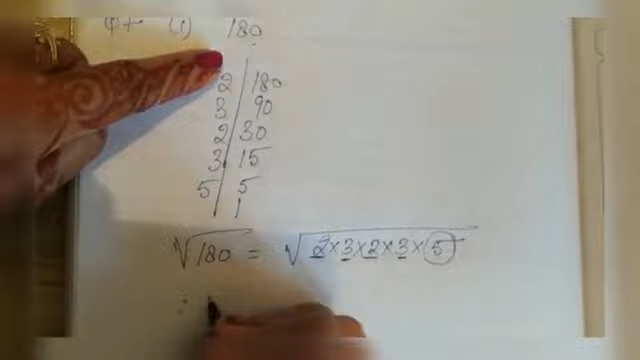 (i) 180
2 | 180
3 | 90
2 | 30
3 | 15
5 | 5
| 1
√180 = √2×3×2×3×5
∴